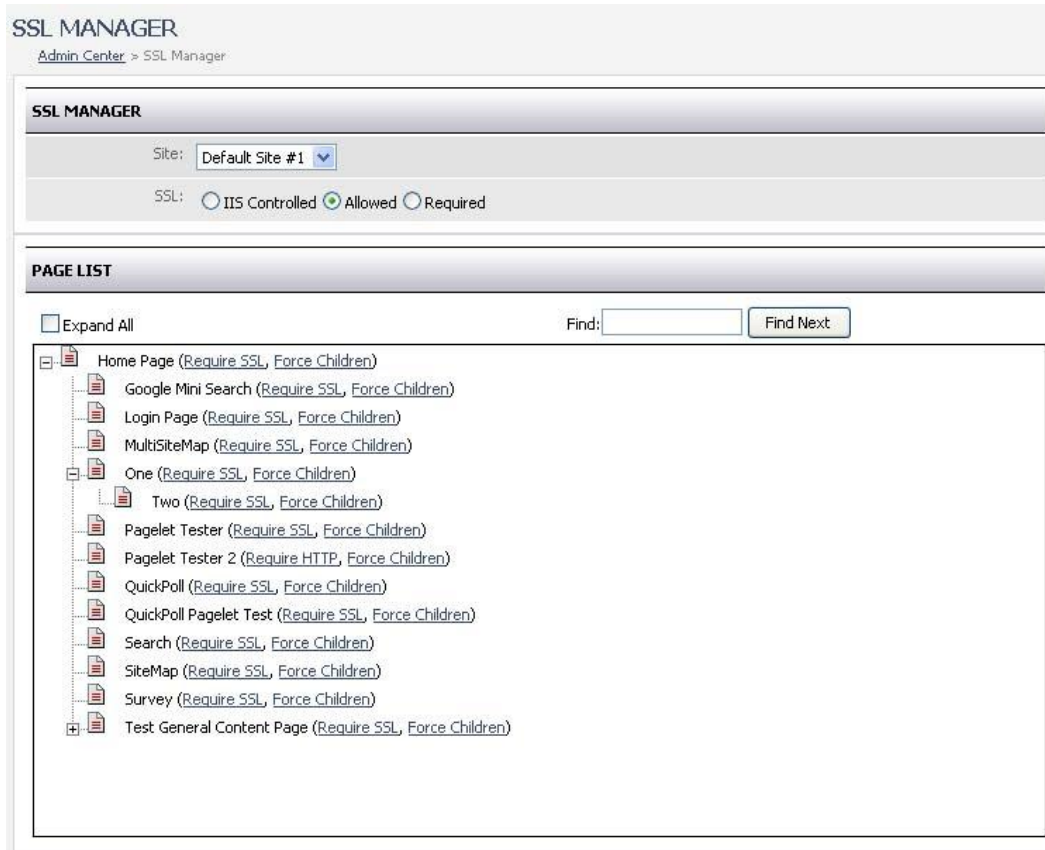 SSL MANAGER
Admin Center > SSL Manager
SSL MANAGER
Site: Default Site #1
SSL: IIS Controlled Allowed Required
PAGE LIST
Expand All Find: Find Next
Home Page (Require SSL, Force Children)
Google Mini Search (Require SSL, Force Children)
Login Page (Require SSL, Force Children)
MultiSiteMap (Require SSL, Force Children)
One (Require SSL, Force Children)
Two (Require SSL, Force Children)
Pagelet Tester (Require SSL, Force Children)
Pagelet Tester 2 (Require HTTP, Force Children)
QuickPoll (Require SSL, Force Children)
QuickPoll Pagelet Test (Require SSL, Force Children)
Search (Require SSL, Force Children)
SiteMap (Require SSL, Force Children)
Survey (Require SSL, Force Children)
Test General Content Page (Require SSL, Force Children)